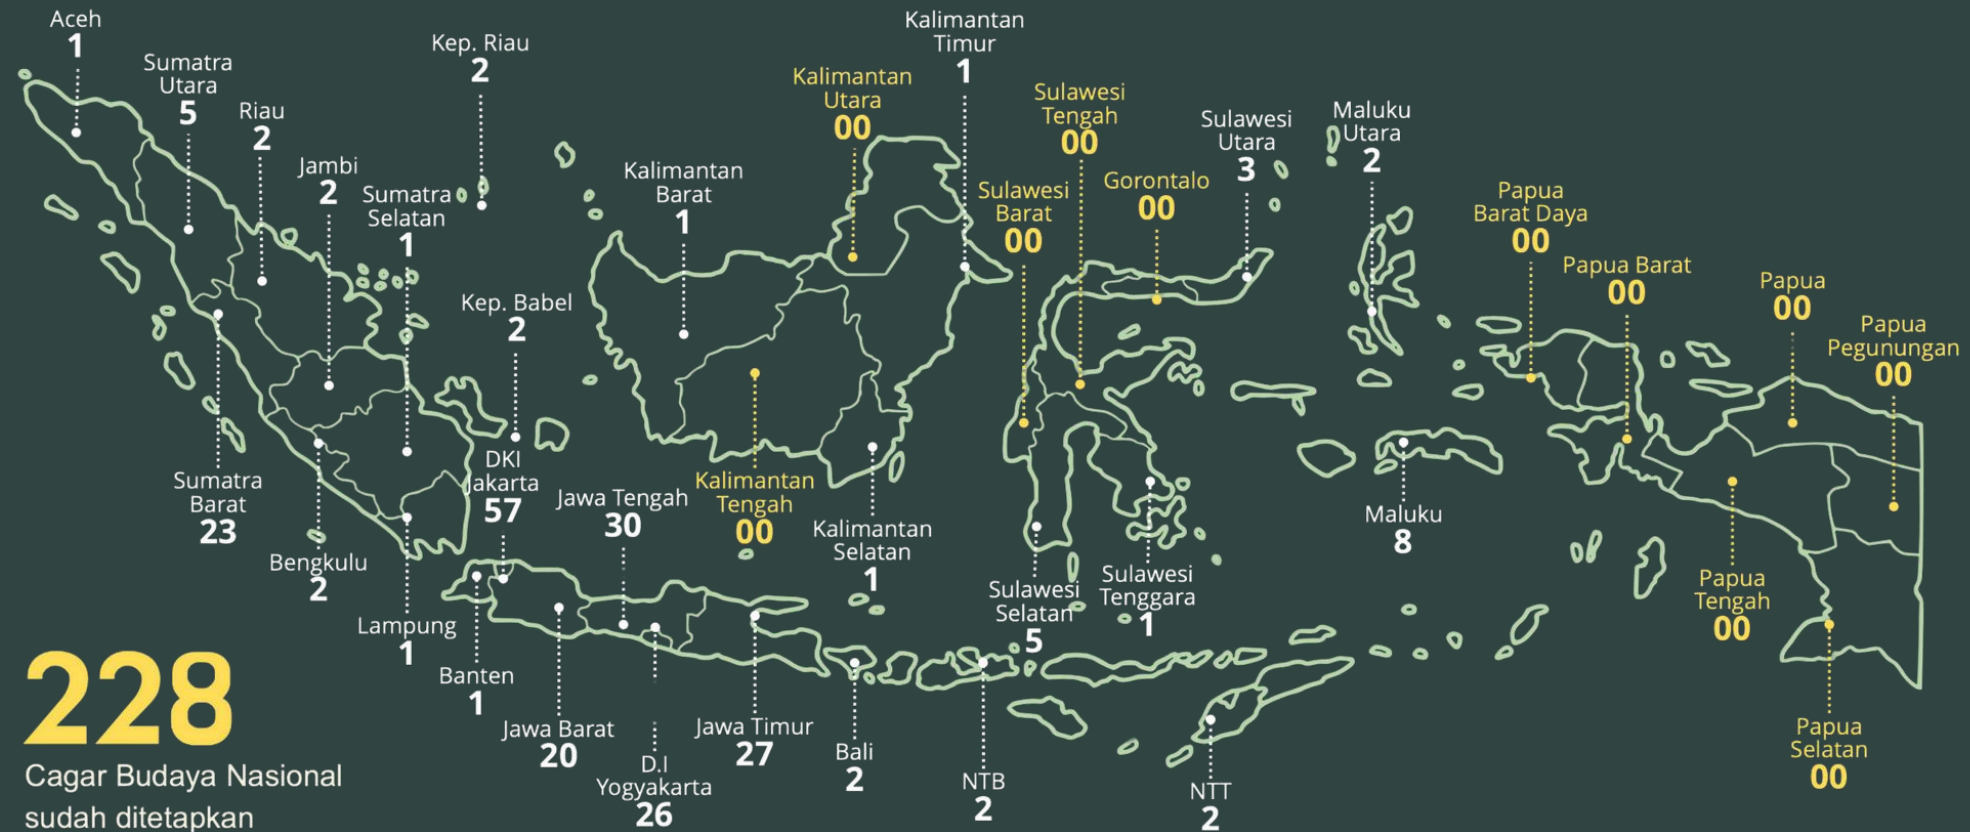 Aceh
1
Sumatra
Utara
5
Riau
2
Jambi
2
Sumatra
Selatan
1
Kep. Riau
2
Kep. Babel
2
Sumatra
Barat
23
Bengkulu
2
Lampung
1
DKI
Jakarta
57
Banten
1
Jawa Barat
20
Jawa Tengah
30
D.I
Yogyakarta
26
Jawa Timur
27
Bali
2
NTB
2
NTT
2
Kalimantan
Barat
1
Kalimantan
Tengah
00
Kalimantan
Selatan
1
Kalimantan
Utara
00
Kalimantan
Timur
1
Sulawesi
Barat
00
Sulawesi
Tengah
00
Gorontalo
00
Sulawesi
Utara
3
Sulawesi
Selatan
5
Sulawesi
Tenggara
1
Maluku
Utara
2
Maluku
8
Papua
Barat Daya
00
Papua Barat
00
Papua
00
Papua
Pegunungan
00
Papua
Tengah
00
Papua
Selatan
00
228
Cagar Budaya Nasional
sudah ditetapkan